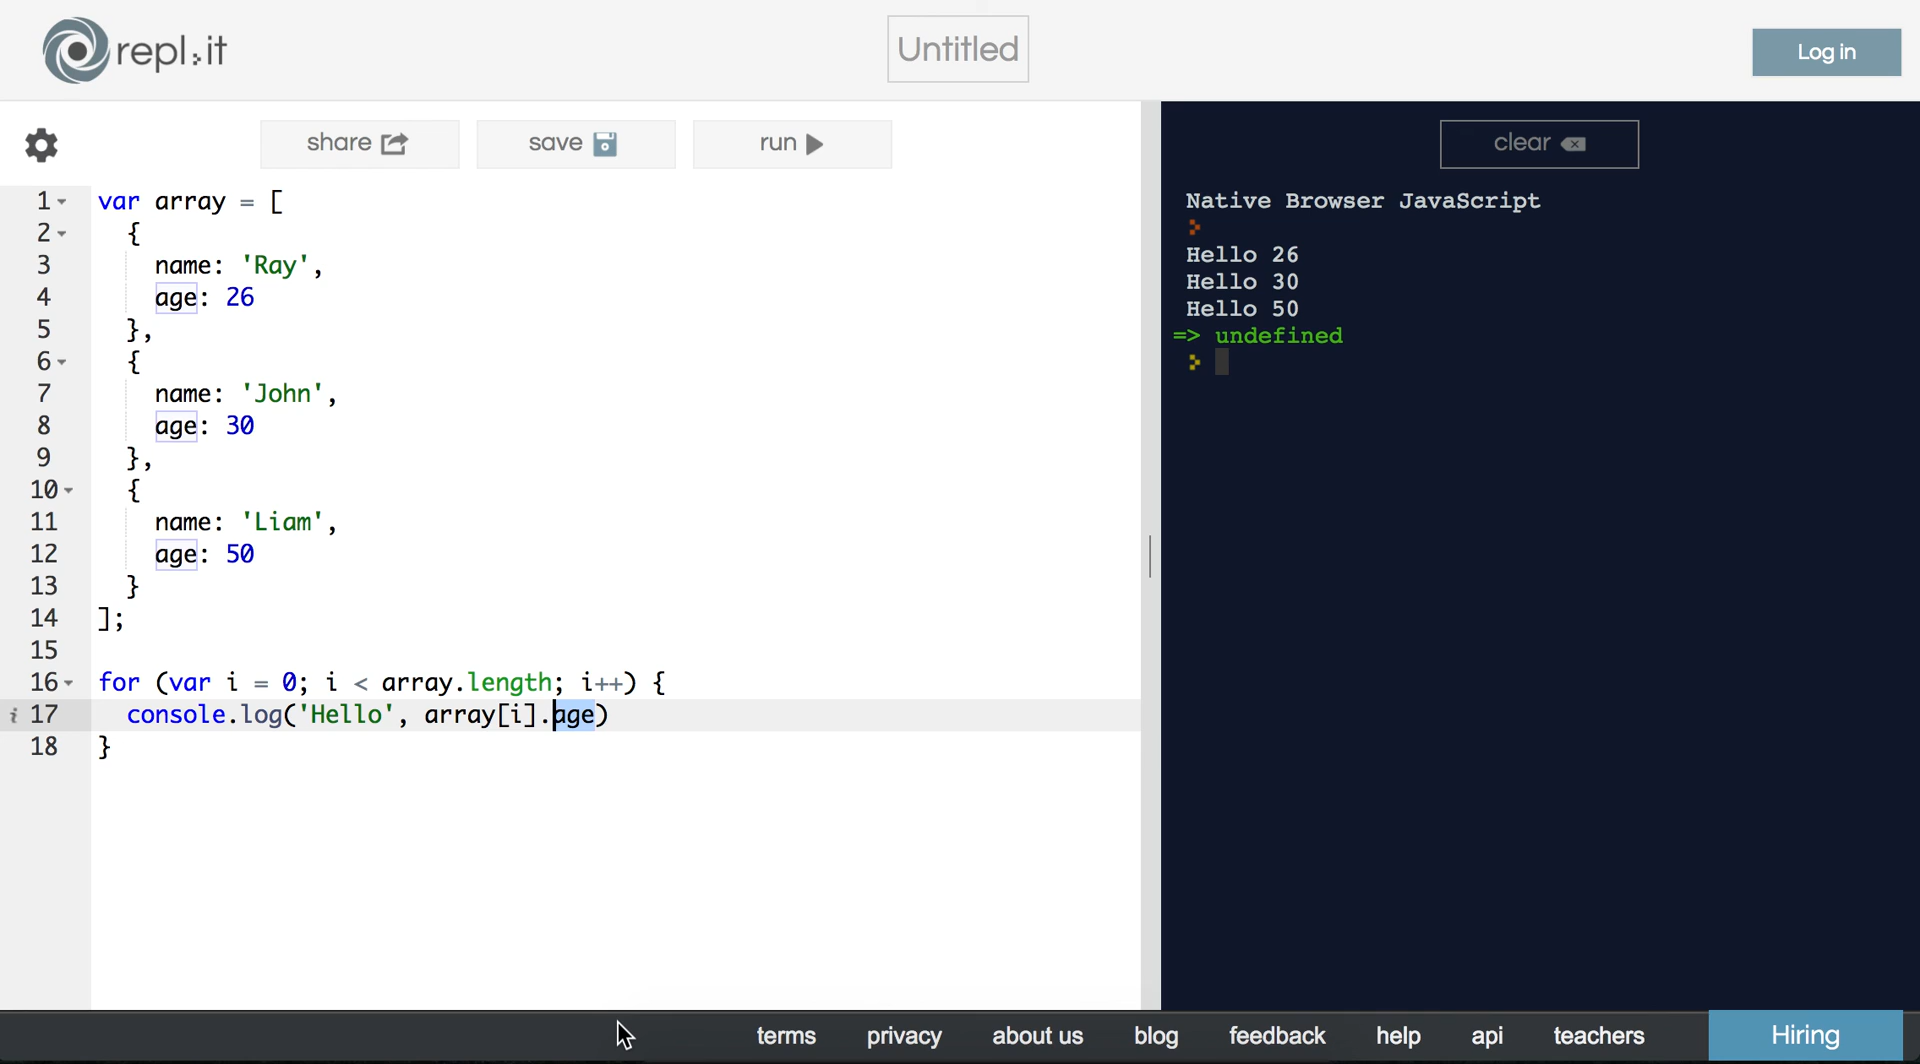 repl.it
Untitled
Log in
share
save
run
clear
1 var array = [
2   {
3     name: 'Ray',
4     age: 26
5   },
6   {
7     name: 'John',
8     age: 30
9   },
10   {
11     name: 'Liam',
12     age: 50
13   }
14 ];
15
16 for (var i = 0; i < array.length; i++) {
i 17   console.log('Hello', array[i].age)
18 }
Native Browser JavaScript
>
Hello 26
Hello 30
Hello 50
=> undefined
>
terms privacy about us blog feedback help api teachers Hiring